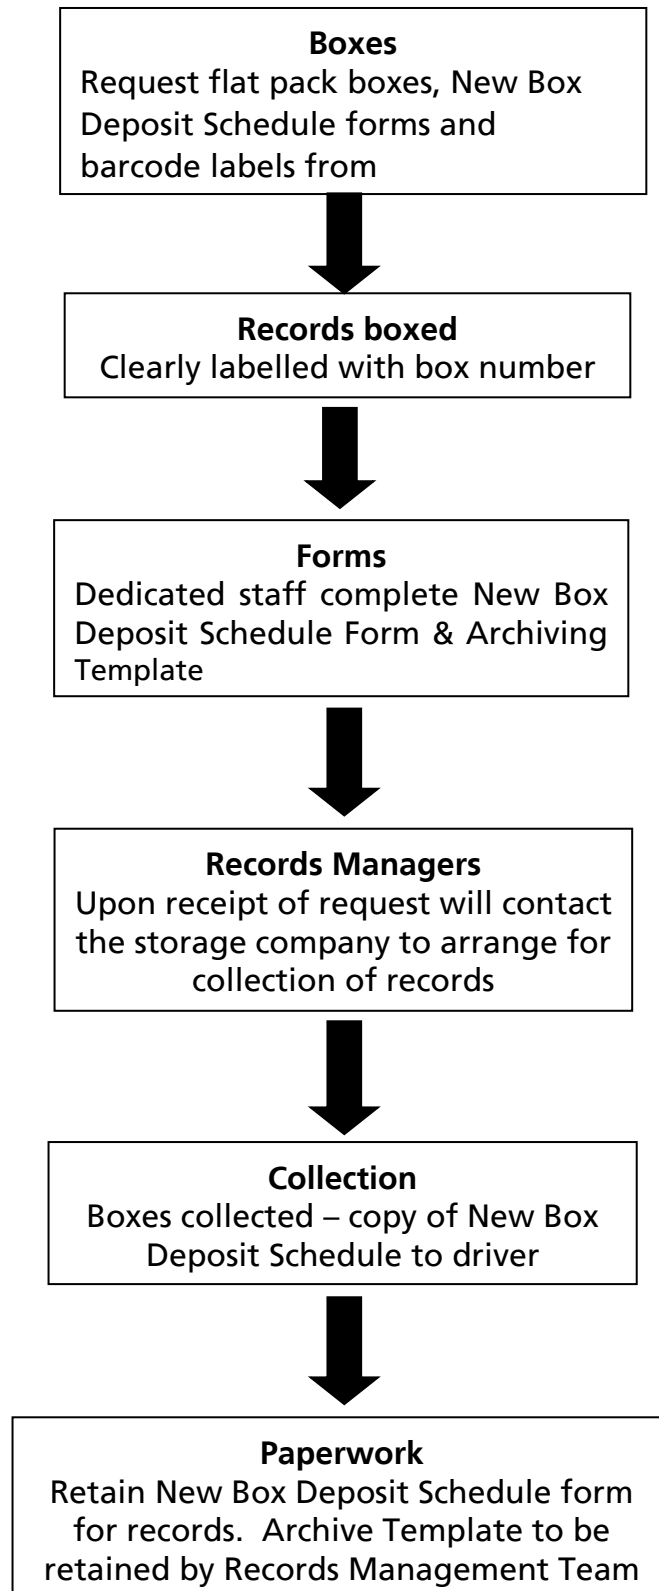 Boxes
Request flat pack boxes, New Box
Deposit Schedule forms and
barcode labels from
Records boxed
Clearly labelled with box number
Forms
Dedicated staff complete New Box
Deposit Schedule Form & Archiving
Template
Records Managers
Upon receipt of request will contact
the storage company to arrange for
collection of records
Collection
Boxes collected – copy of New Box
Deposit Schedule to driver
Paperwork
Retain New Box Deposit Schedule form
for records.  Archive Template to be
retained by Records Management Team